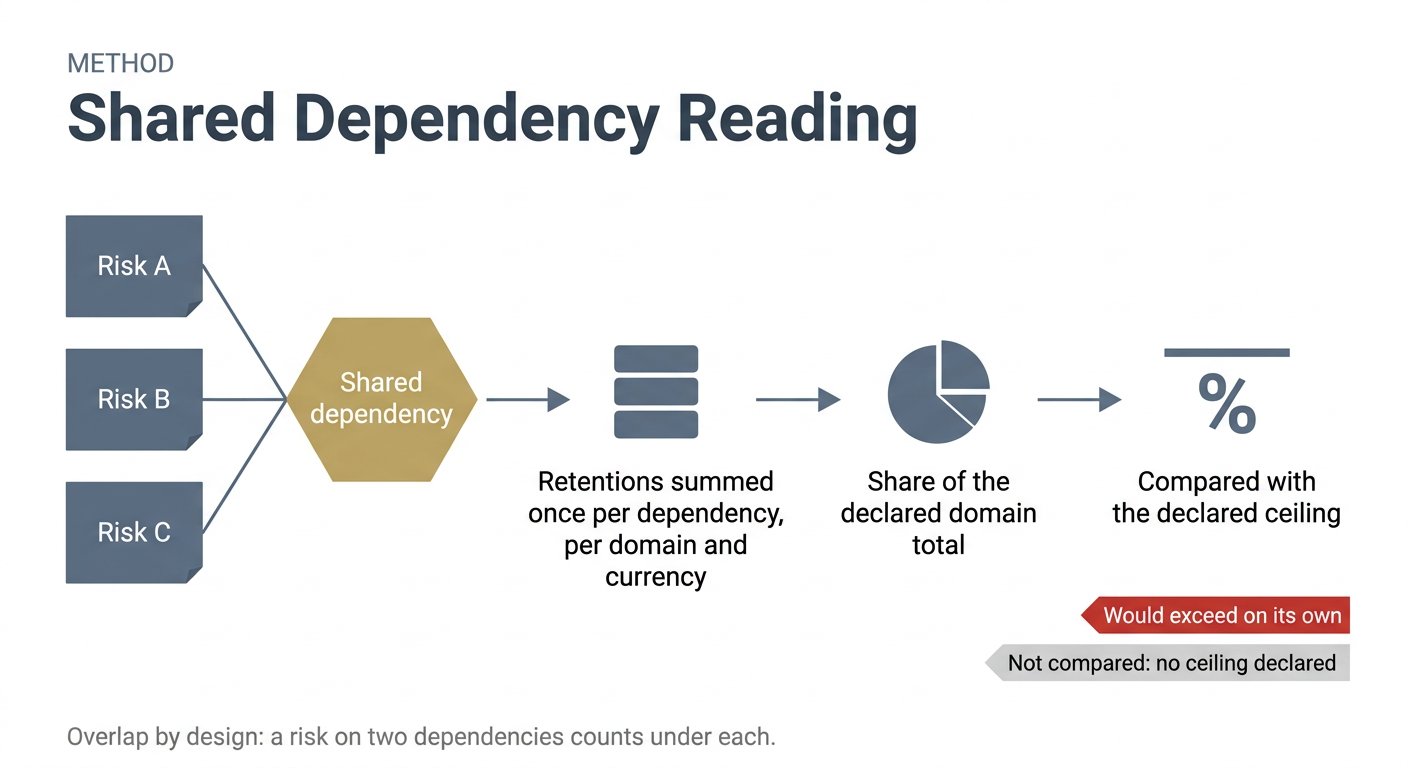 METHOD
Shared Dependency Reading
Risk A
Risk B
Risk C
Shared
dependency
Retentions summed
once per dependency,
per domain and
currency
Share of the
declared domain
total
%
Compared with
the declared ceiling
Would exceed on its own
Not compared: no ceiling declared
Overlap by design: a risk on two dependencies counts under each.